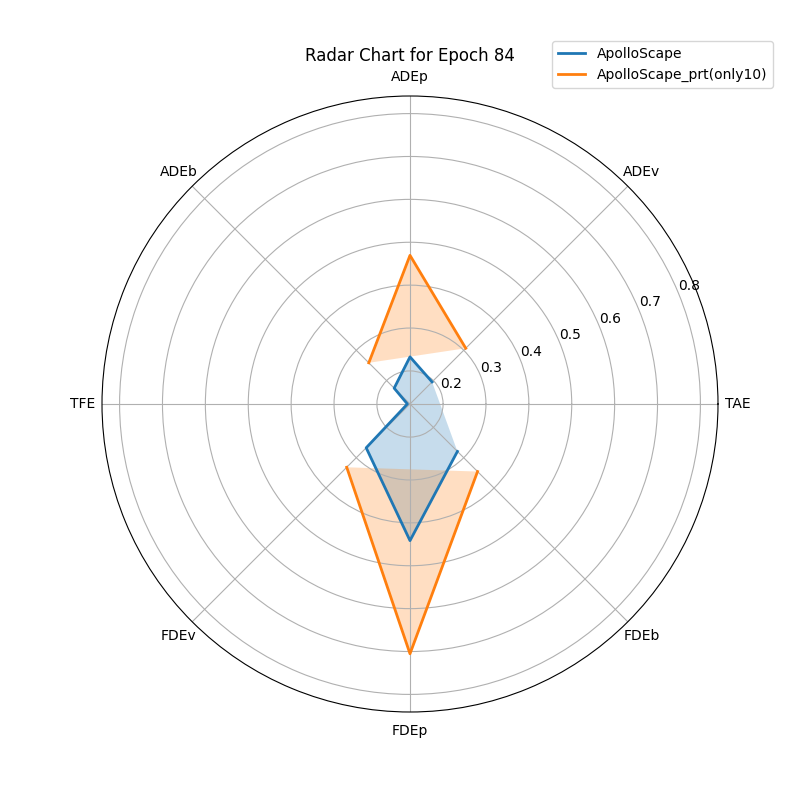 Radar Chart for Epoch 84
ApolloScape
ApolloScape_prt(only10)
ADEp
ADEb
ADEv
0.8
0.7
0.6
0.5
0.4
0.3
0.2
TFE
TAE
FDEv
FDEb
FDEp